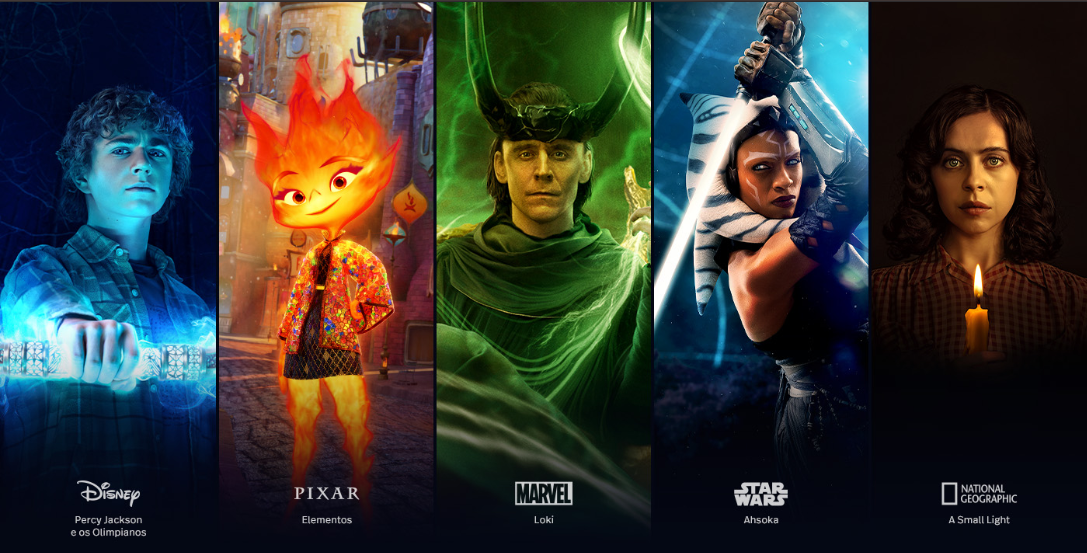 Disney
Percy Jackson
e os Olimpianos
PIXAR
Elementos
MARVEL
Loki
STAR
WARS
Ahsoka
NATIONAL
GEOGRAPHIC
A Small Light